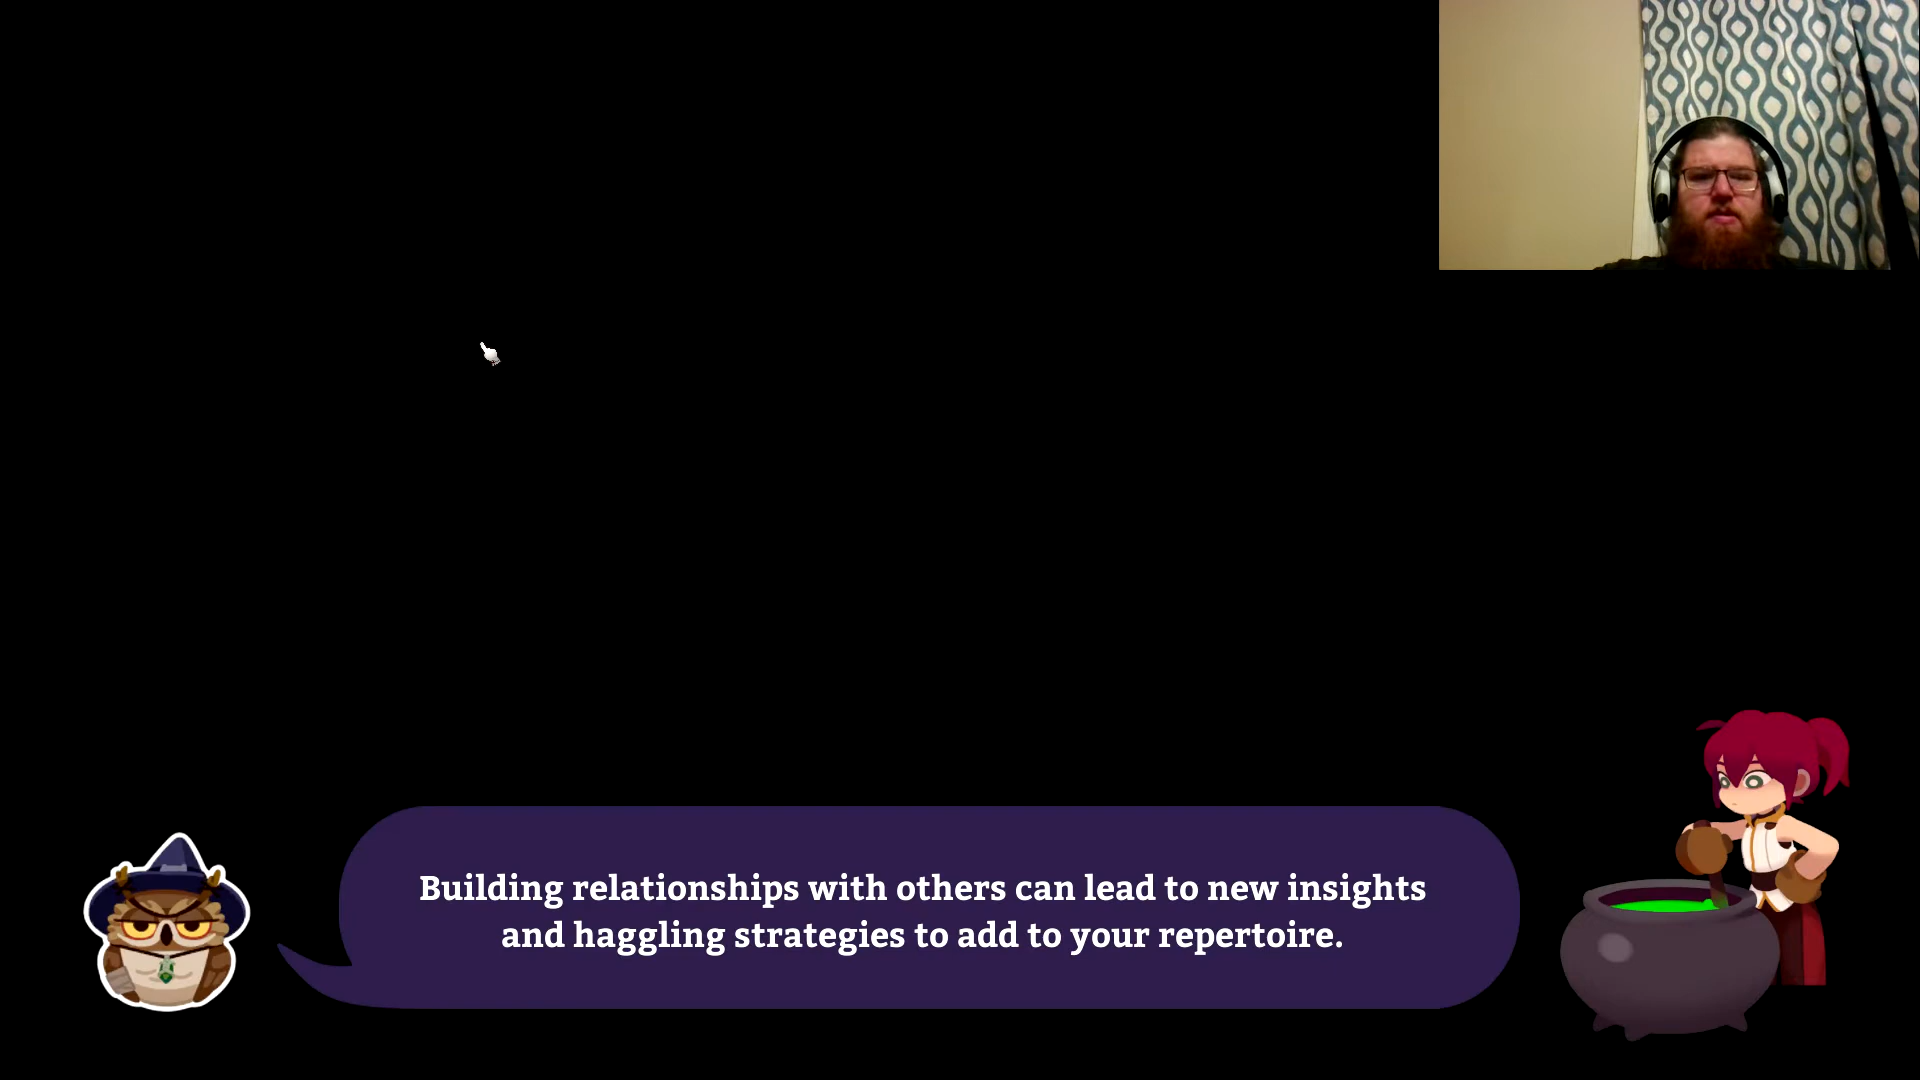 Building relationships with others can lead to new insights
and haggling strategies to add to your repertoire.